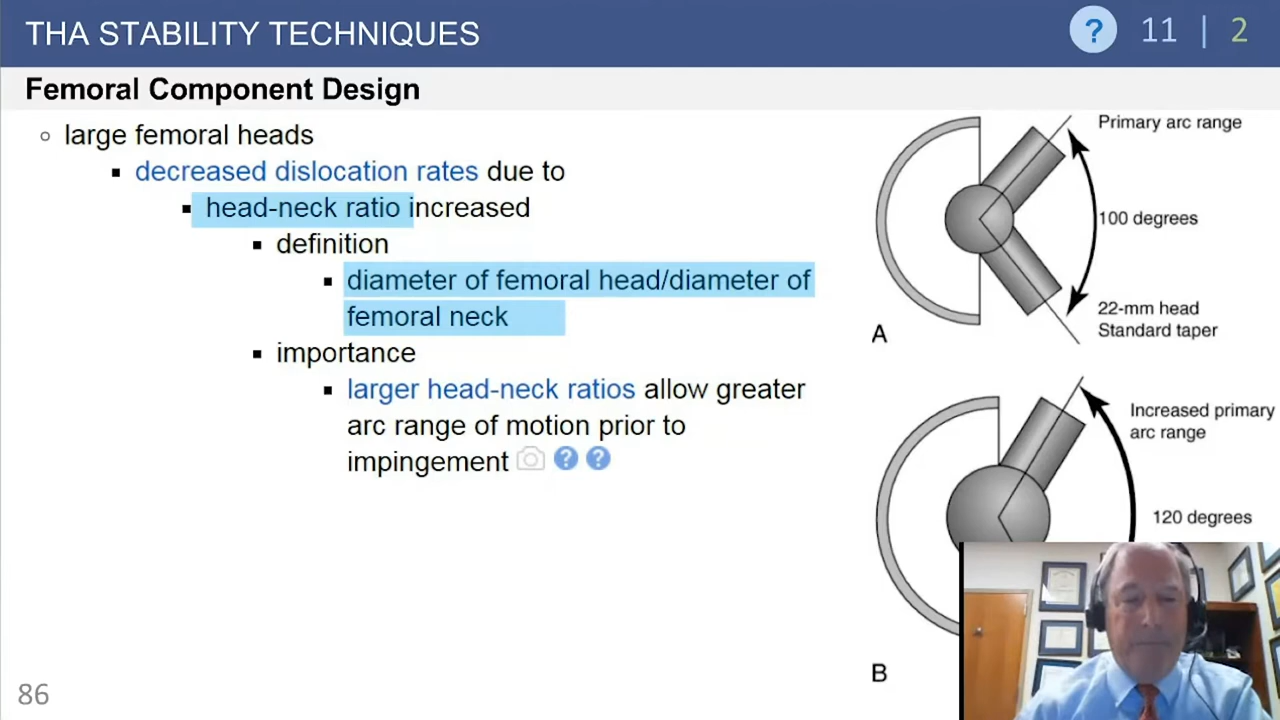 THA STABILITY TECHNIQUES
? 11 | 2
Femoral Component Design
large femoral heads
decreased dislocation rates due to
head-neck ratio increased
definition
diameter of femoral head/diameter of
femoral neck
importance
larger head-neck ratios allow greater
arc range of motion prior to
impingement ? ?
Primary arc range
100 degrees
22-mm head
Standard taper
A
Increased primary
arc range
120 degrees
B
86